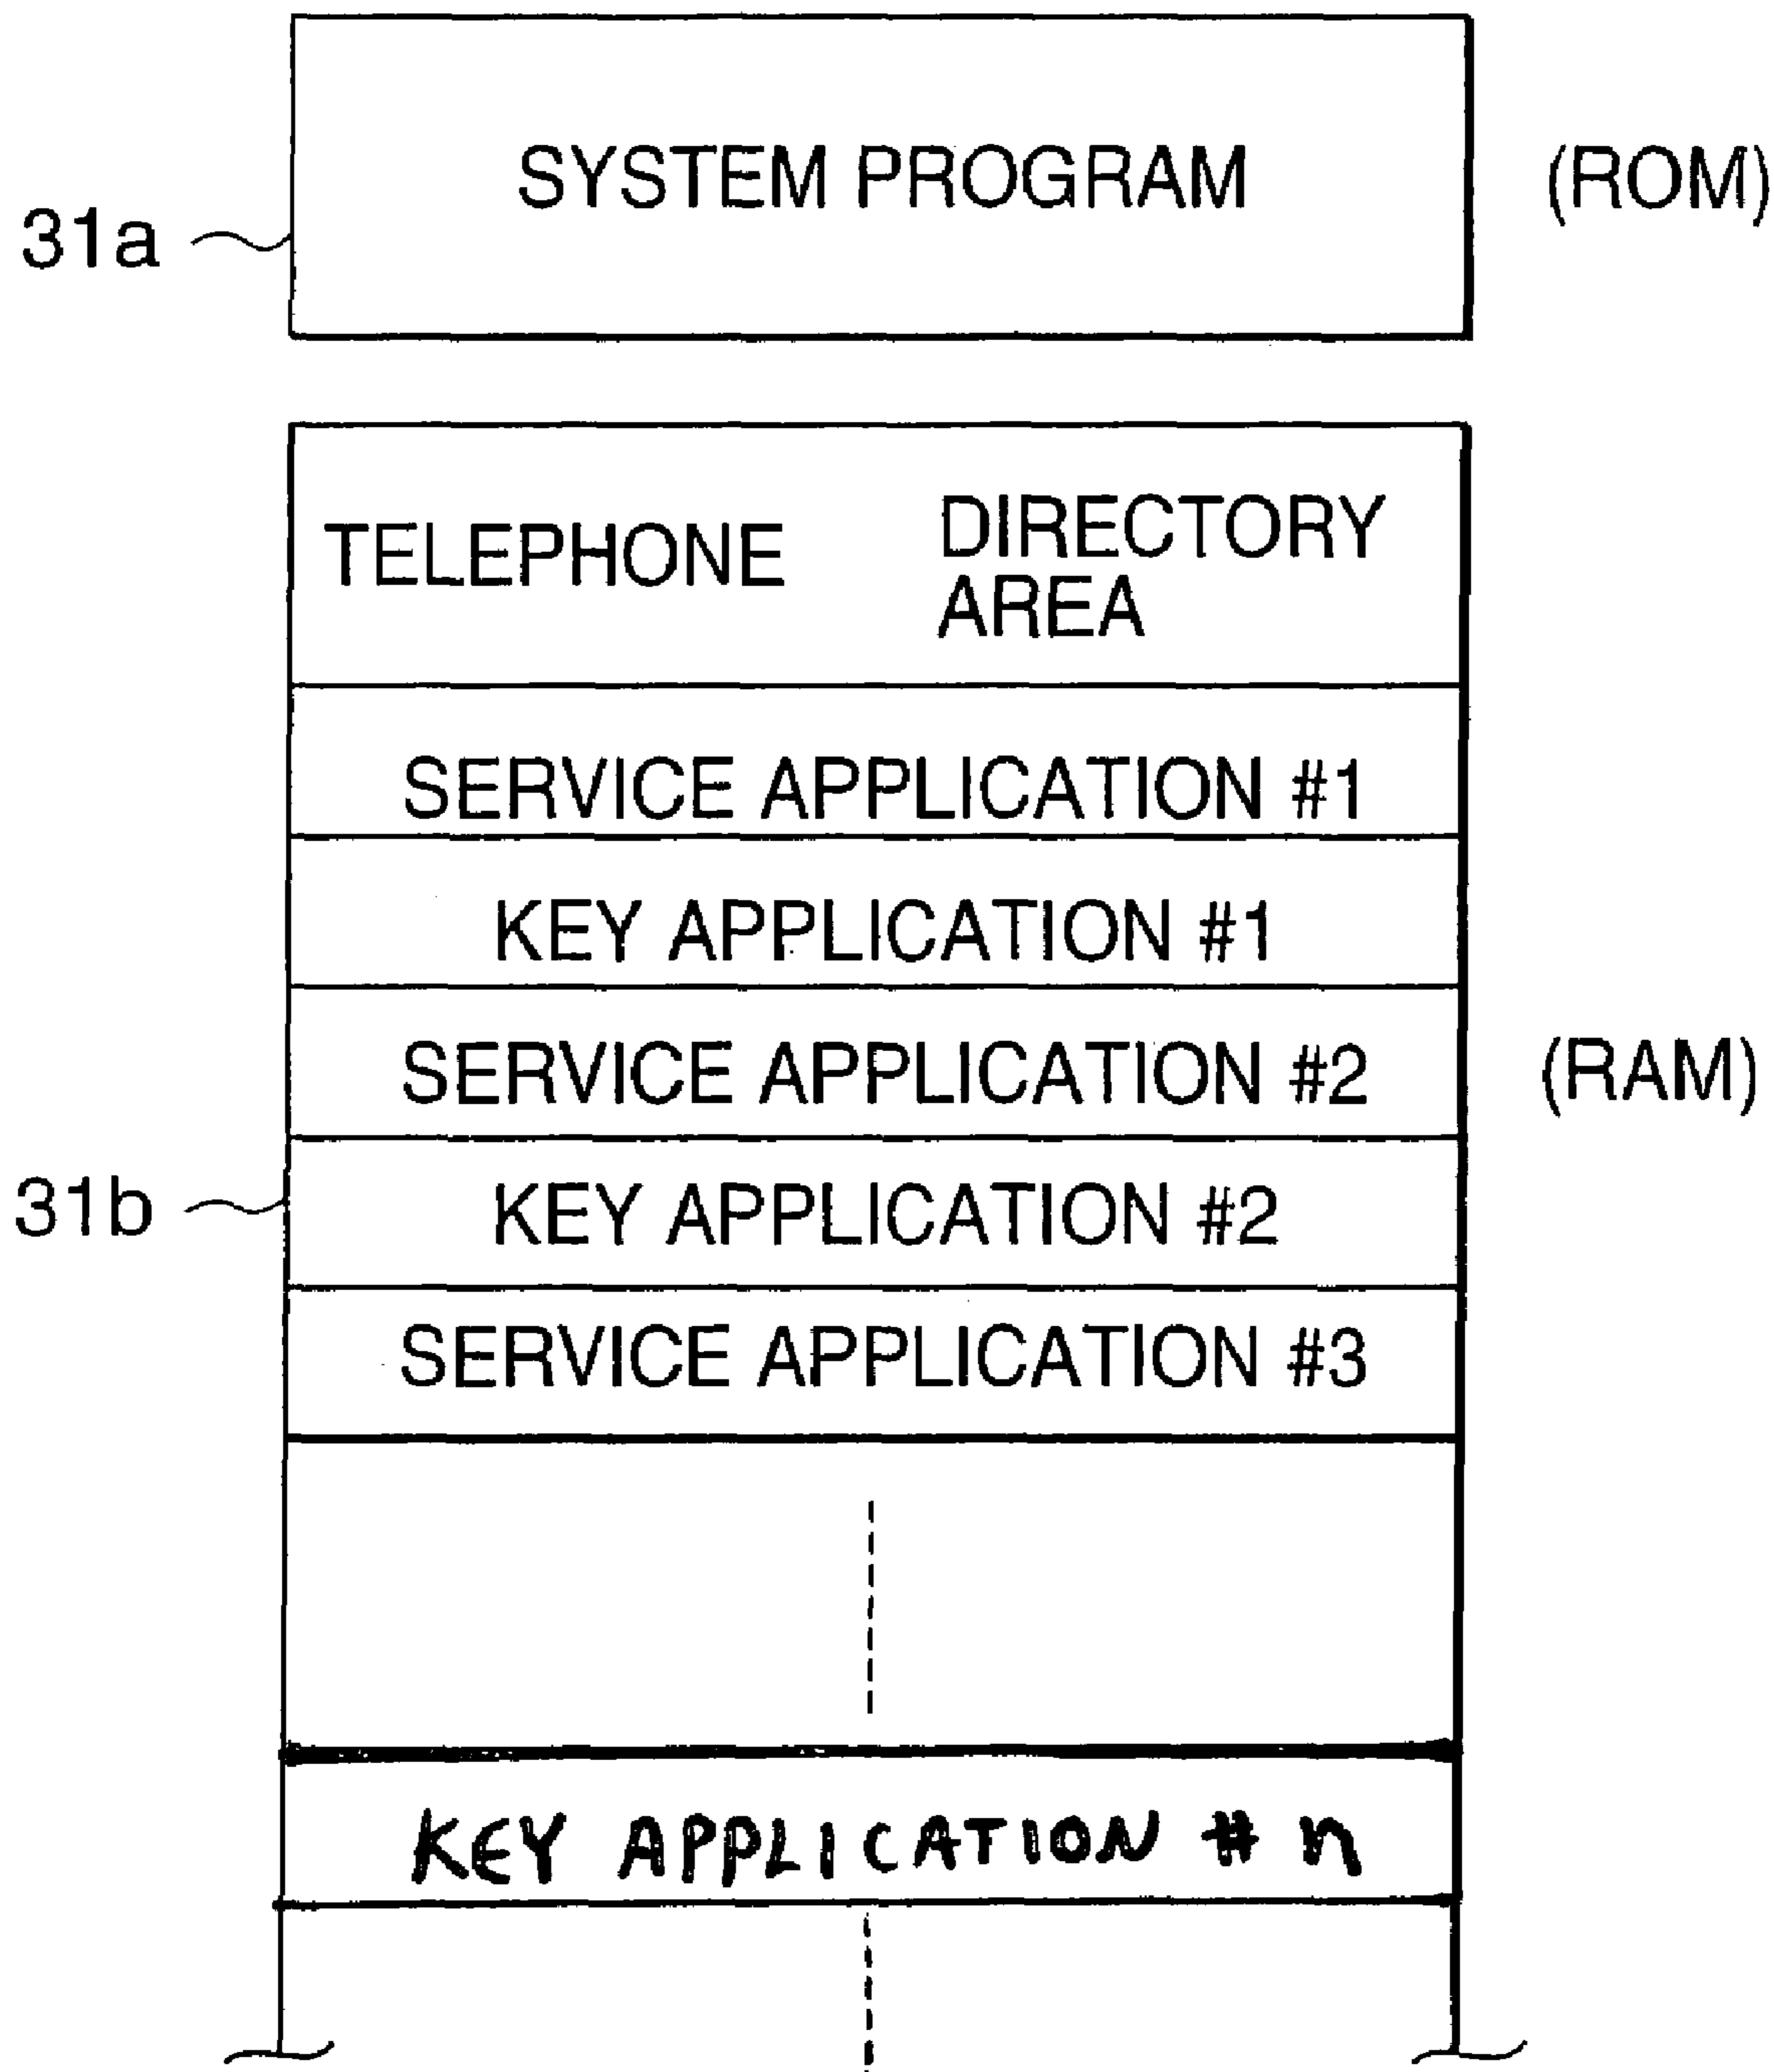 SYSTEM PROGRAM
(ROM)
31a
TELEPHONE DIRECTORY
AREA
SERVICE APPLICATION #1
KEY APPLICATION #1
SERVICE APPLICATION #2
(RAM)
KEY APPLICATION #2
31b
SERVICE APPLICATION #3
KEY APPLICATION # n